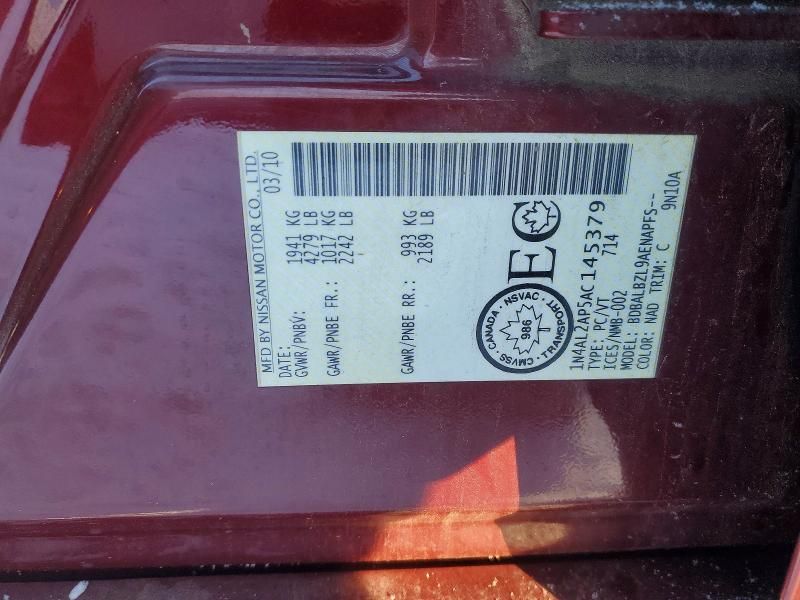 MFD BY NISSAN MOTOR CO., LTD.
DATE: 03/10
GVWR/PNBV: 1941 KG
4279 LB
GAWR/PNBE FR.: 1017 KG
2242 LB
GAWR/PNBE RR.: 993 KG
2189 LB
CANADA · NSVAC · TRANSPORT · CMVSS ·
986
EC
1N4AL2AP5AC145379
TYPE: PC/VT 714
ICES/NMB-002
MODEL: BDBALBZL9AENAPFS--
COLOR: NAD TRIM: C 9N10A